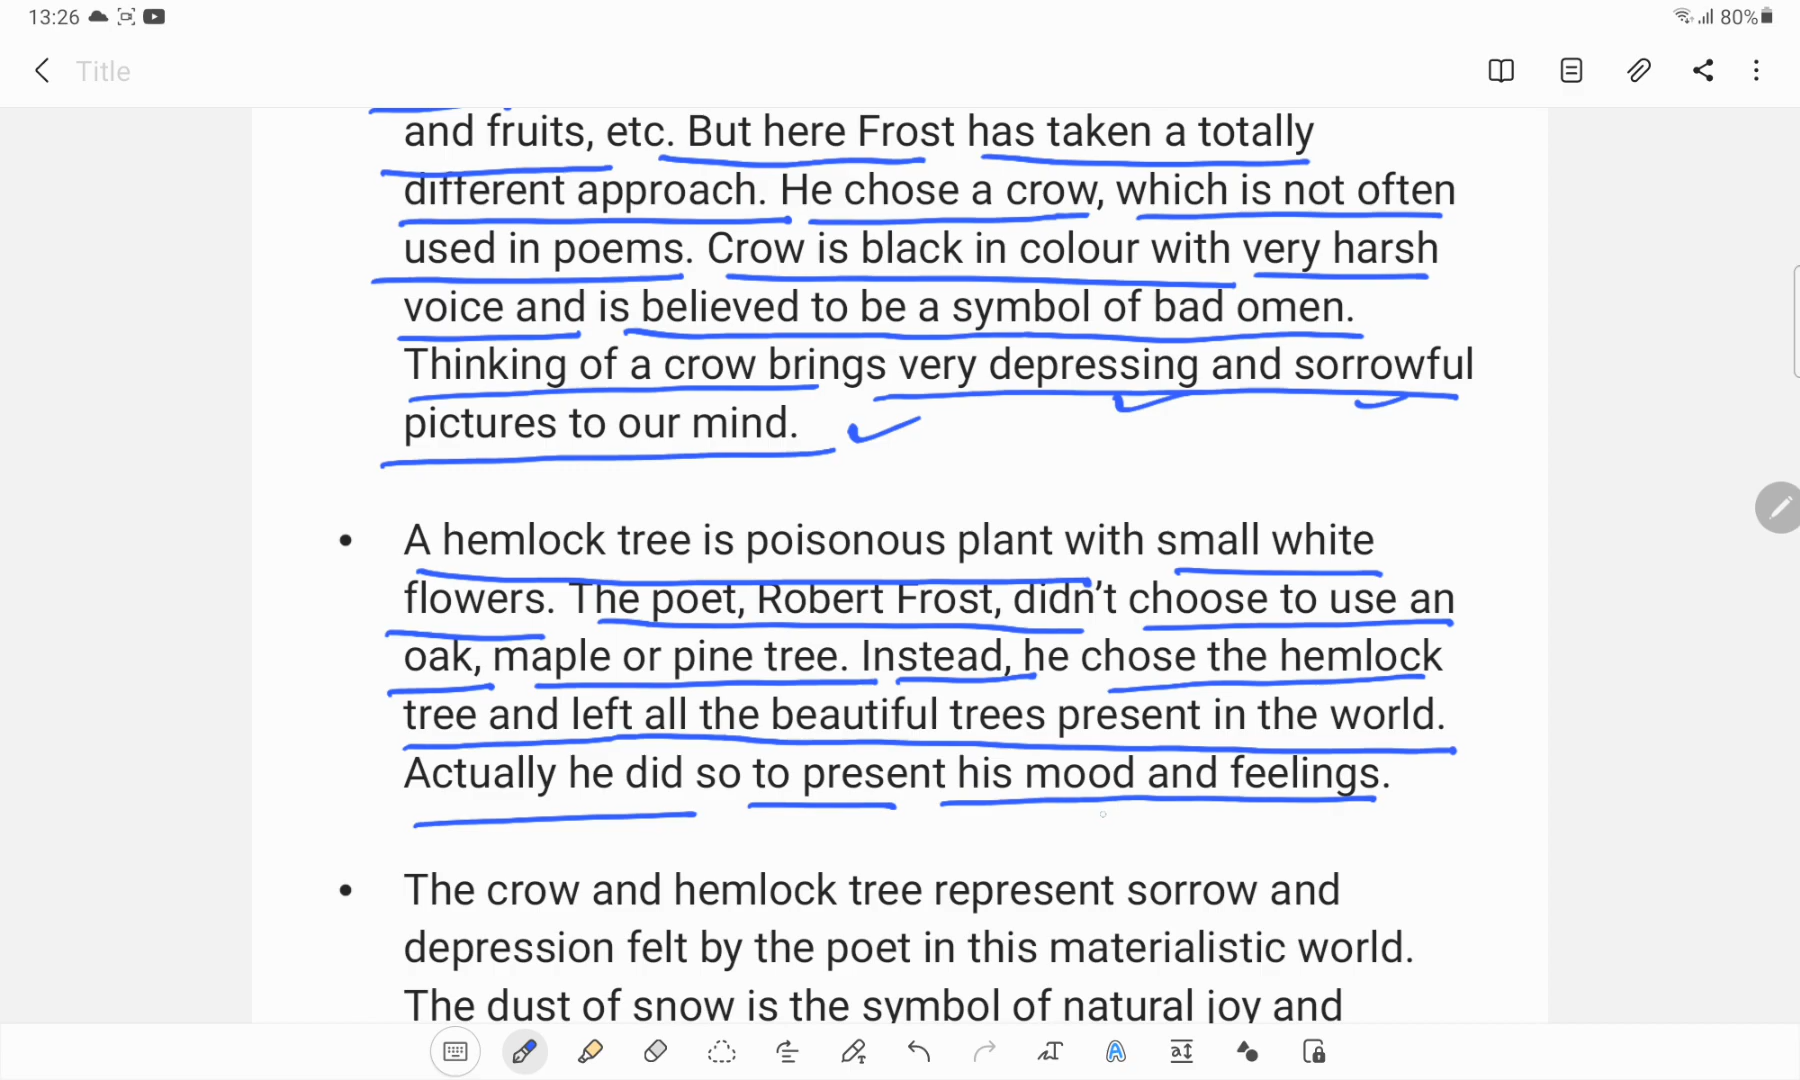 13:26
80%
Title
and fruits, etc. But here Frost has taken a totally
different approach. He chose a crow, which is not often
used in poems. Crow is black in colour with very harsh
voice and is believed to be a symbol of bad omen.
Thinking of a crow brings very depressing and sorrowful
pictures to our mind.
• A hemlock tree is poisonous plant with small white
flowers. The poet, Robert Frost, didn’t choose to use an
oak, maple or pine tree. Instead, he chose the hemlock
tree and left all the beautiful trees present in the world.
Actually he did so to present his mood and feelings.
• The crow and hemlock tree represent sorrow and
depression felt by the poet in this materialistic world.
The dust of snow is the symbol of natural joy and